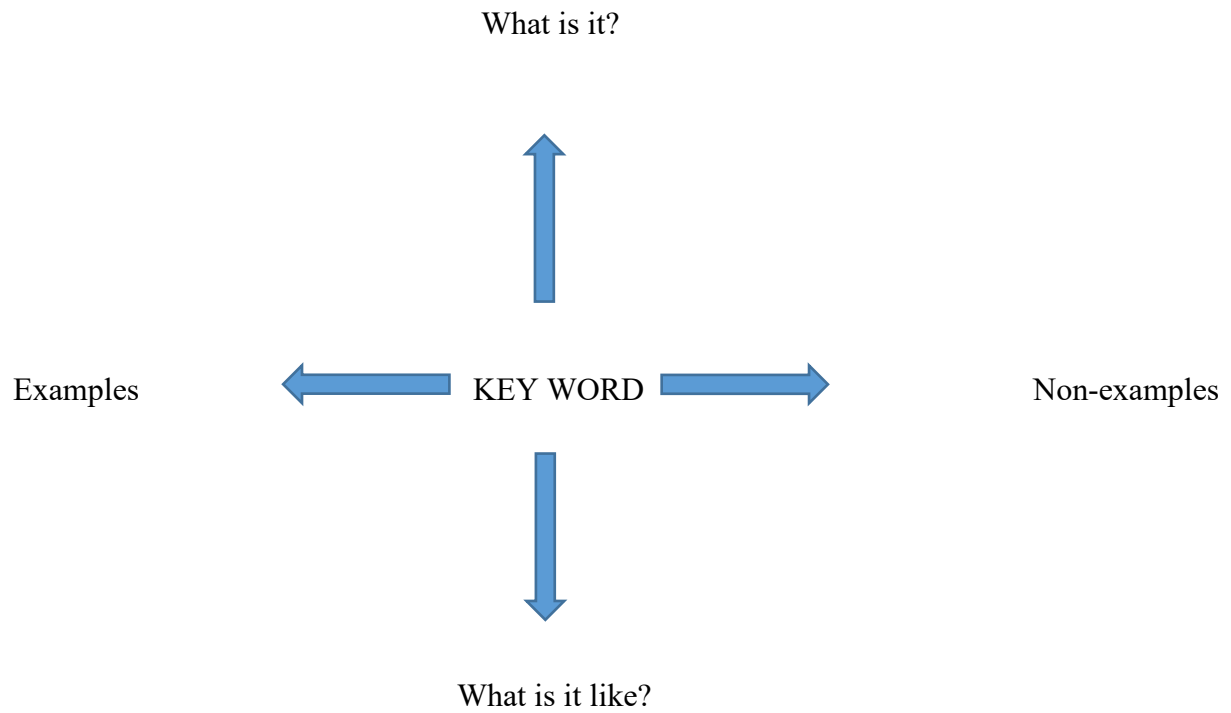 What is it?
Examples
KEY WORD
Non-examples
What is it like?